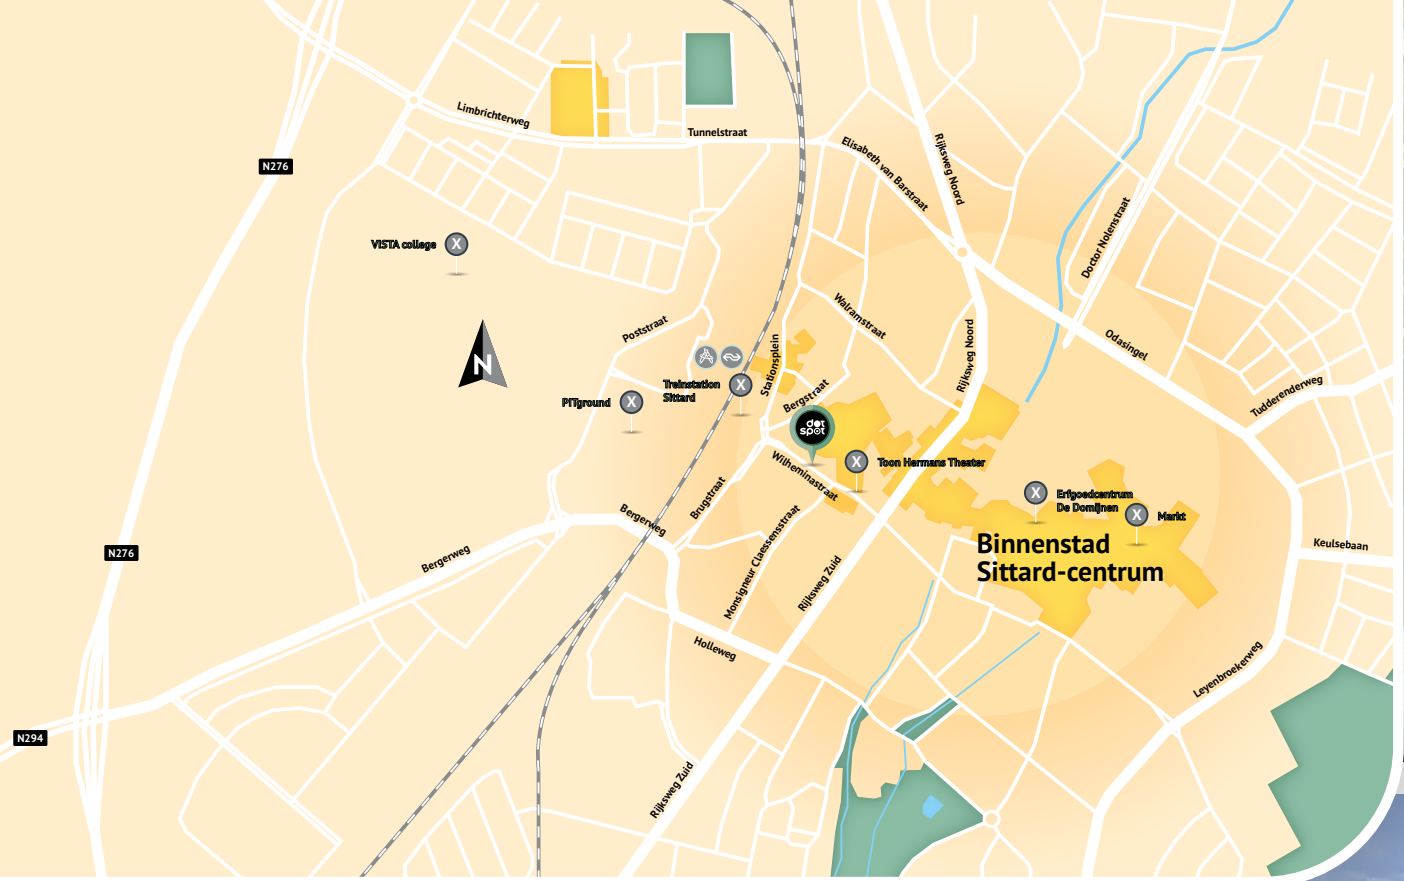 Limbrichterweg
Tunnelstraat
Elisabeth van Barstraat
Rijksweg Noord
N276
Doctor Nolenstraat
VISTA college
X
N
Poststraat
Walramstraat
Stationsplein
Rijksweg Noord
Odasingel
Treinstation
Sittard
X
PITground
X
Bergstraat
Tudderenderweg
dot
spot
Wilheminastraat
X
Toon Hermans Theater
Brugstraat
X
Erfgoedcentrum
De Domijnen
X
Markt
Bergerweg
Monsigneur Claessensstraat
Binnenstad
Sittard-centrum
Keulsebaan
N276
Bergerweg
Rijksweg Zuid
Holleweg
Leyenbroekerweg
N294
Rijksweg Zuid